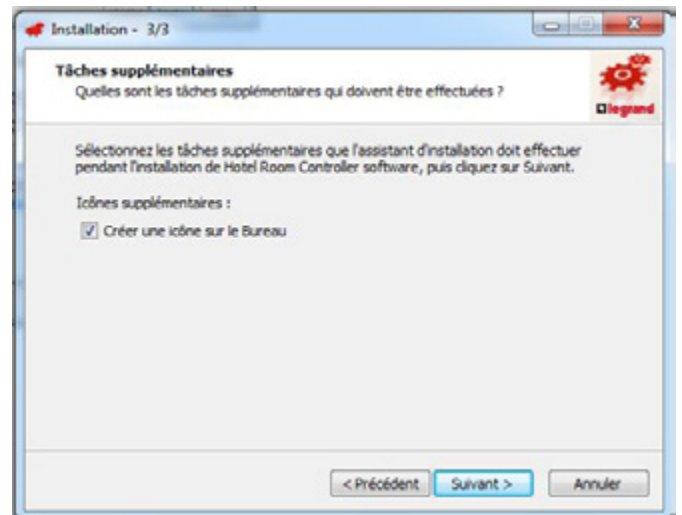 Installation - 3/3
Tâches supplémentaires
Quelles sont les tâches supplémentaires qui doivent être effectuées ?
legrand
Sélectionnez les tâches supplémentaires que l'assistant d'installation doit effectuer
pendant l'installation de Hotel Room Controller software, puis cliquez sur Suivant.
Icônes supplémentaires :
Créer une icône sur le Bureau
< Précédent Suivant > Annuler